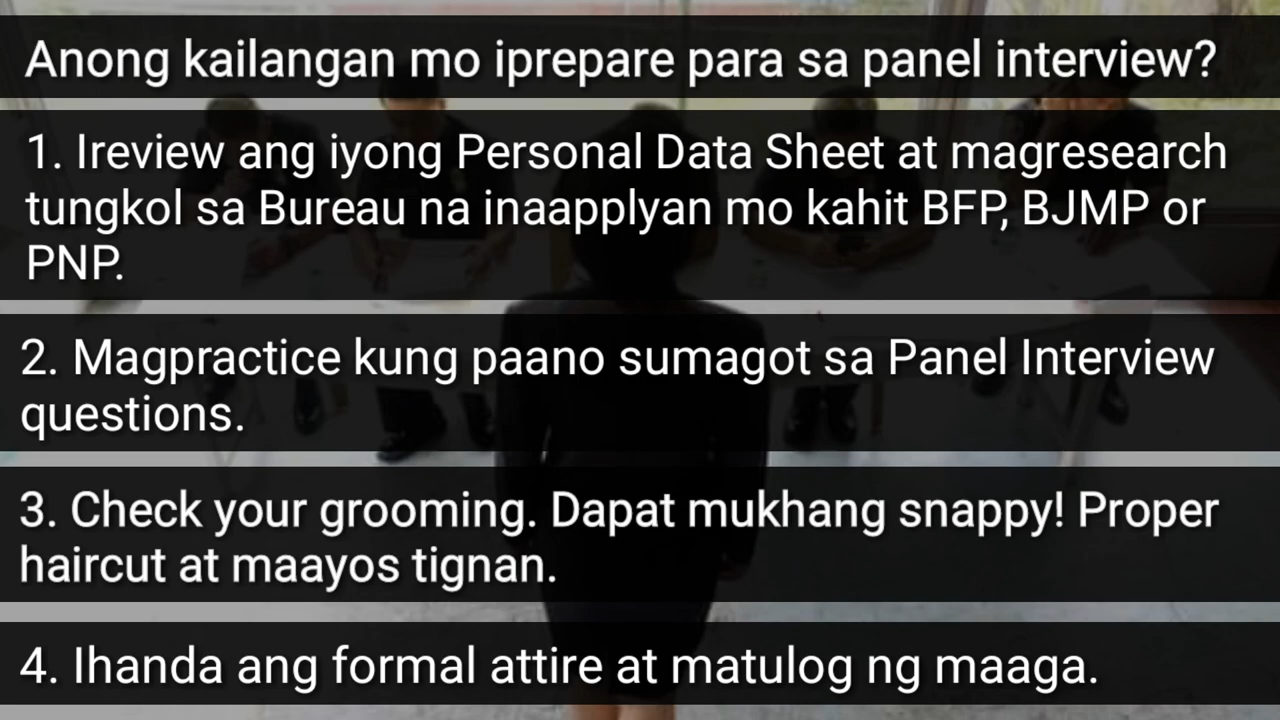 Anong kailangan mo iprepare para sa panel interview?
1. Ireview ang iyong Personal Data Sheet at magresearch
tungkol sa Bureau na inaapplyan mo kahit BFP, BJMP or
PNP.
2. Magpractice kung paano sumagot sa Panel Interview
questions.
3. Check your grooming. Dapat mukhang snappy! Proper
haircut at maayos tignan.
4. Ihanda ang formal attire at matulog ng maaga.